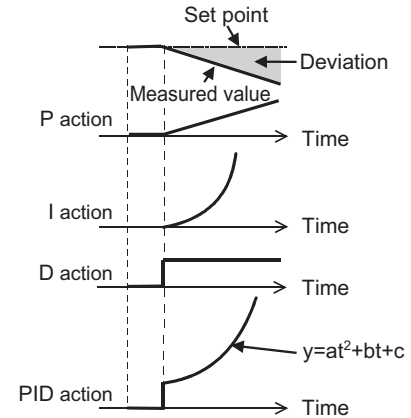 Set point
Deviation
Measured value
P action
Time
I action
Time
D action
Time
y=at²+bt+c
PID action
Time